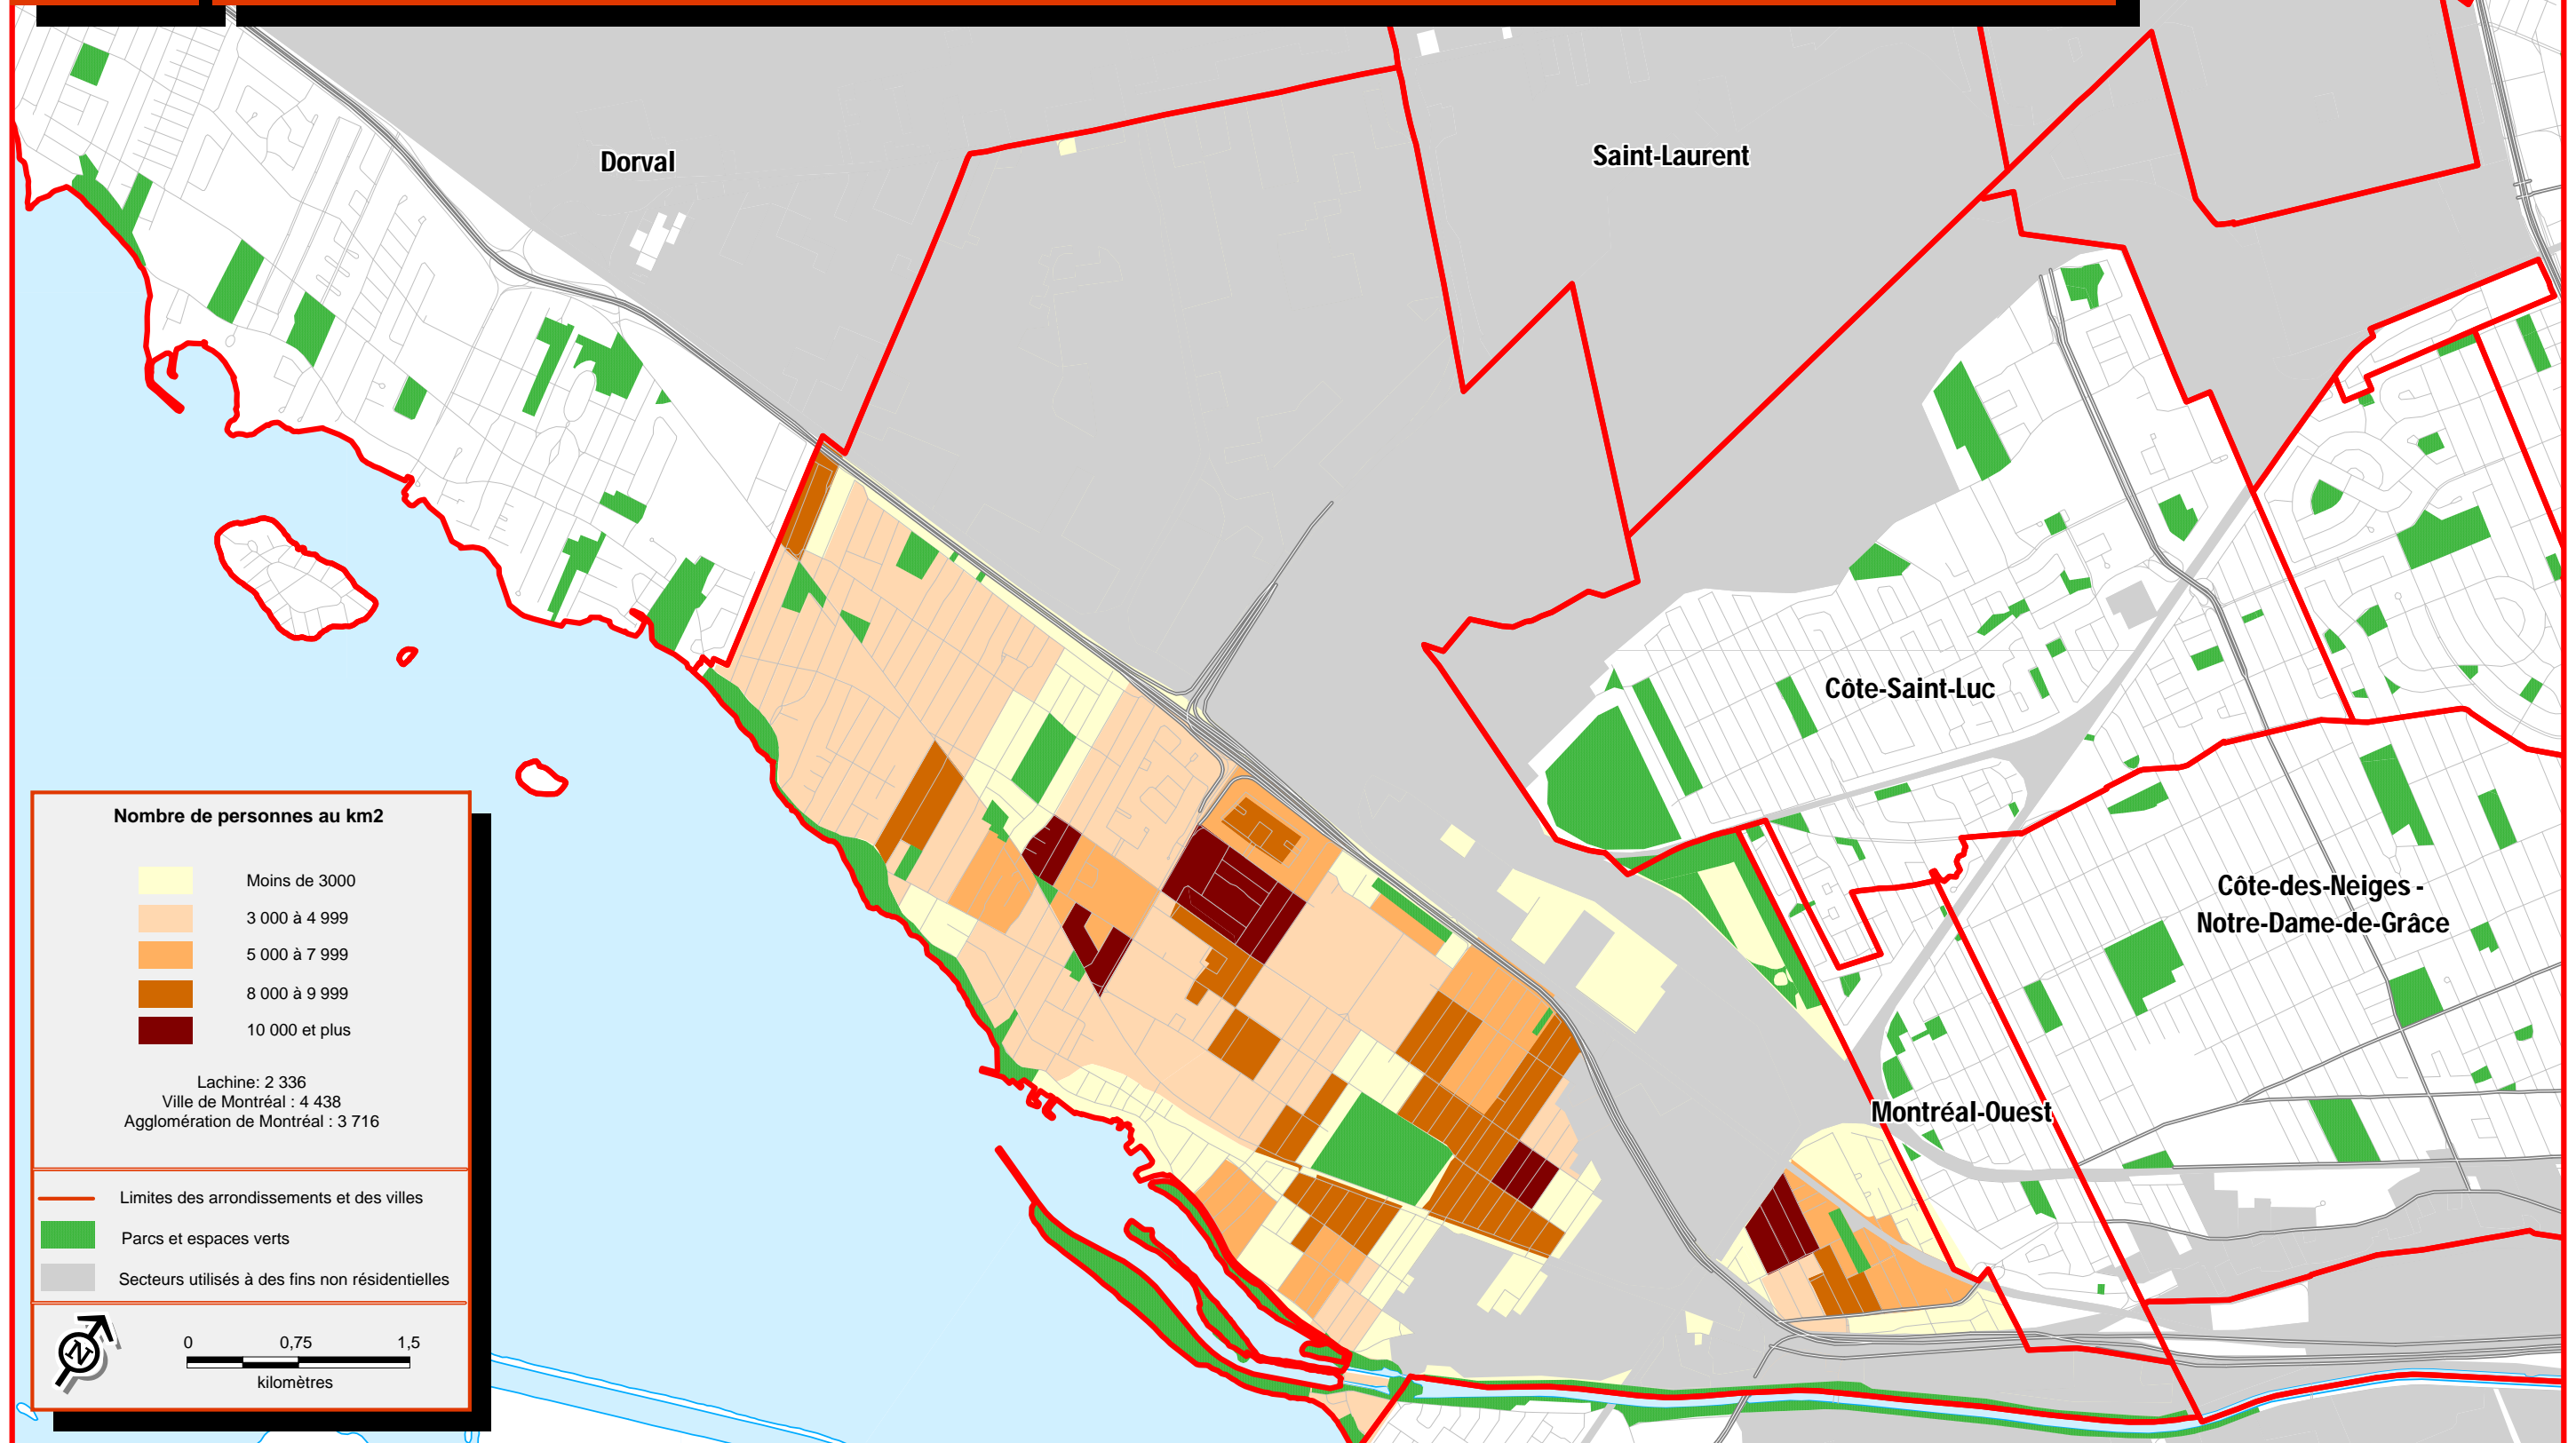 Dorval
Saint-Laurent
Côte-Saint-Luc
Côte-des-Neiges -
Notre-Dame-de-Grâce
Montréal-Ouest
Nombre de personnes au km2
Moins de 3000
3 000 à 4 999
5 000 à 7 999
8 000 à 9 999
10 000 et plus
Lachine: 2 336
Ville de Montréal : 4 438
Agglomération de Montréal : 3 716
Limites des arrondissements et des villes
Parcs et espaces verts
Secteurs utilisés à des fins non résidentielles
N
0 0,75 1,5
kilomètres